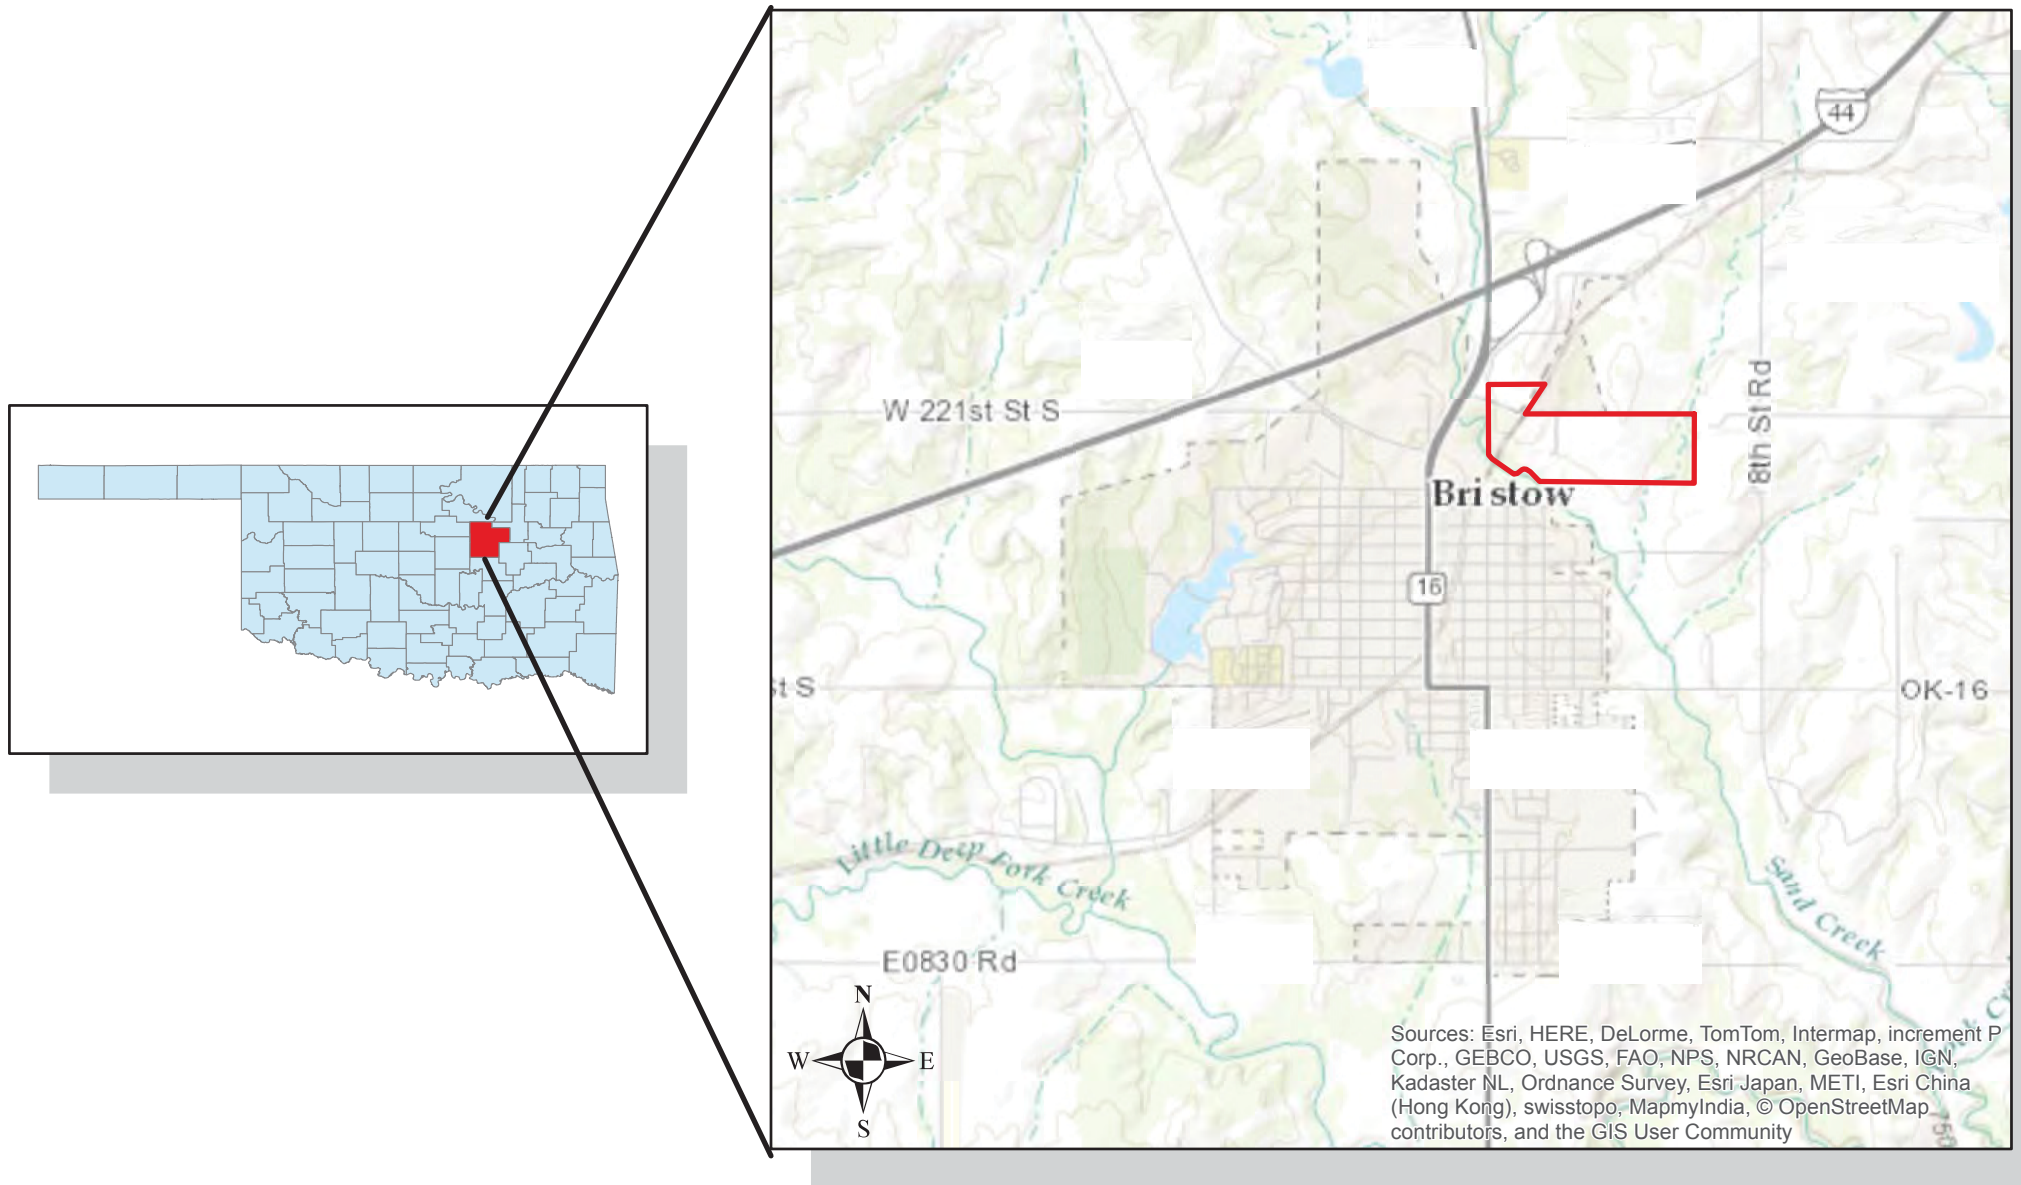 44
W 221st St S
8th St Rd
Bristow
16
st S
OK-16
Little Deep Fork Creek
Sand Creek
E0830 Rd
N
W
E
S
Sources: Esri, HERE, DeLorme, TomTom, Intermap, increment P
Corp., GEBCO, USGS, FAO, NPS, NRCAN, GeoBase, IGN,
Kadaster NL, Ordnance Survey, Esri Japan, METI, Esri China
(Hong Kong), swisstopo, MapmyIndia, © OpenStreetMap
contributors, and the GIS User Community
750